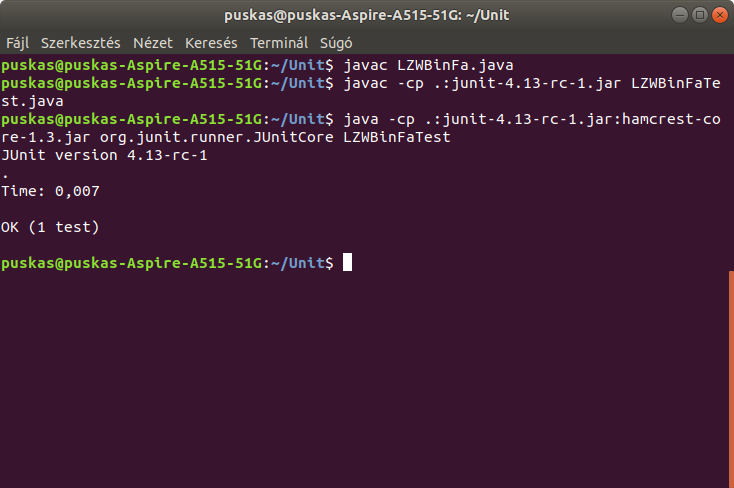 puskas@puskas-Aspire-A515-51G: ~/Unit
Fájl Szerkesztés Nézet Keresés Terminál Súgó
puskas@puskas-Aspire-A515-51G:~/Unit$ javac LZWBinFa.java
puskas@puskas-Aspire-A515-51G:~/Unit$ javac -cp .:junit-4.13-rc-1.jar LZWBinFaTe
st.java
puskas@puskas-Aspire-A515-51G:~/Unit$ java -cp .:junit-4.13-rc-1.jar:hamcrest-co
re-1.3.jar org.junit.runner.JUnitCore LZWBinFaTest
JUnit version 4.13-rc-1
.
Time: 0,007
OK (1 test)
puskas@puskas-Aspire-A515-51G:~/Unit$